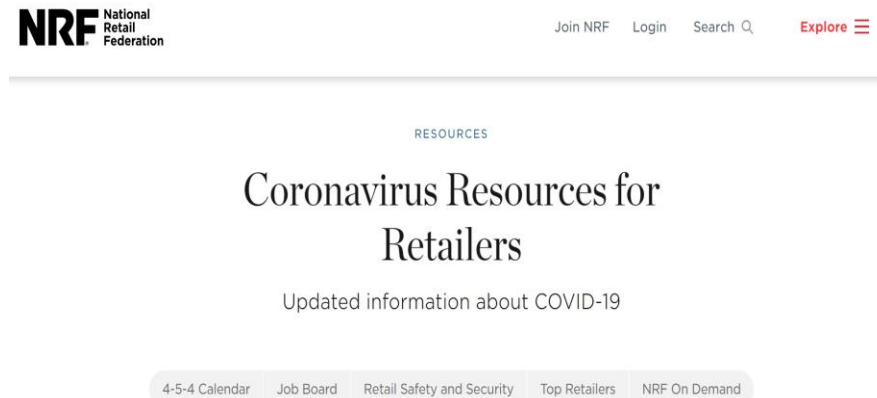 NRF National
Retail
Federation
Join NRF Login Search Explore
RESOURCES
Coronavirus Resources for
Retailers
Updated information about COVID-19
4-5-4 Calendar Job Board Retail Safety and Security Top Retailers NRF On Demand